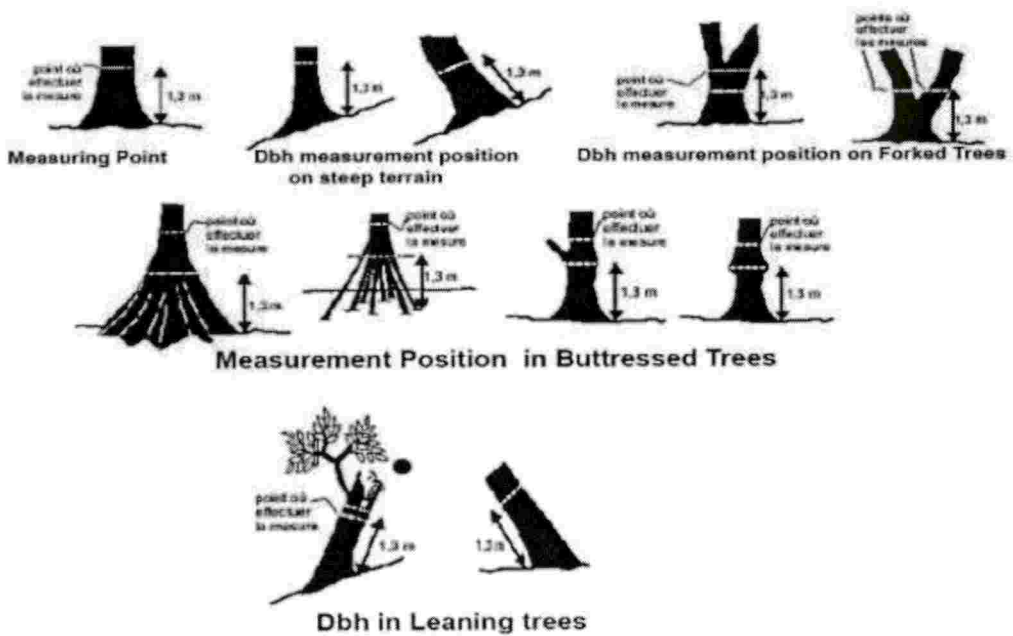 point où
effectuer
la mesure
1,3 m
Measuring Point
1,3 m
1,3 m
Dbh measurement position
on steep terrain
point où
effectuer
la mesure
1,3 m
points où
effectuer
les mesures
1,3 m
Dbh measurement position on Forked Trees
point où
effectuer
la mesure
1,3 m
point où
effectuer
la mesure
1,3 m
point où
effectuer
la mesure
1,3 m
point où
effectuer
la mesure
1,3 m
Measurement Position in Buttressed Trees
point où
effectuer
la mesure
1,3 m
1,3 m
Dbh in Leaning trees